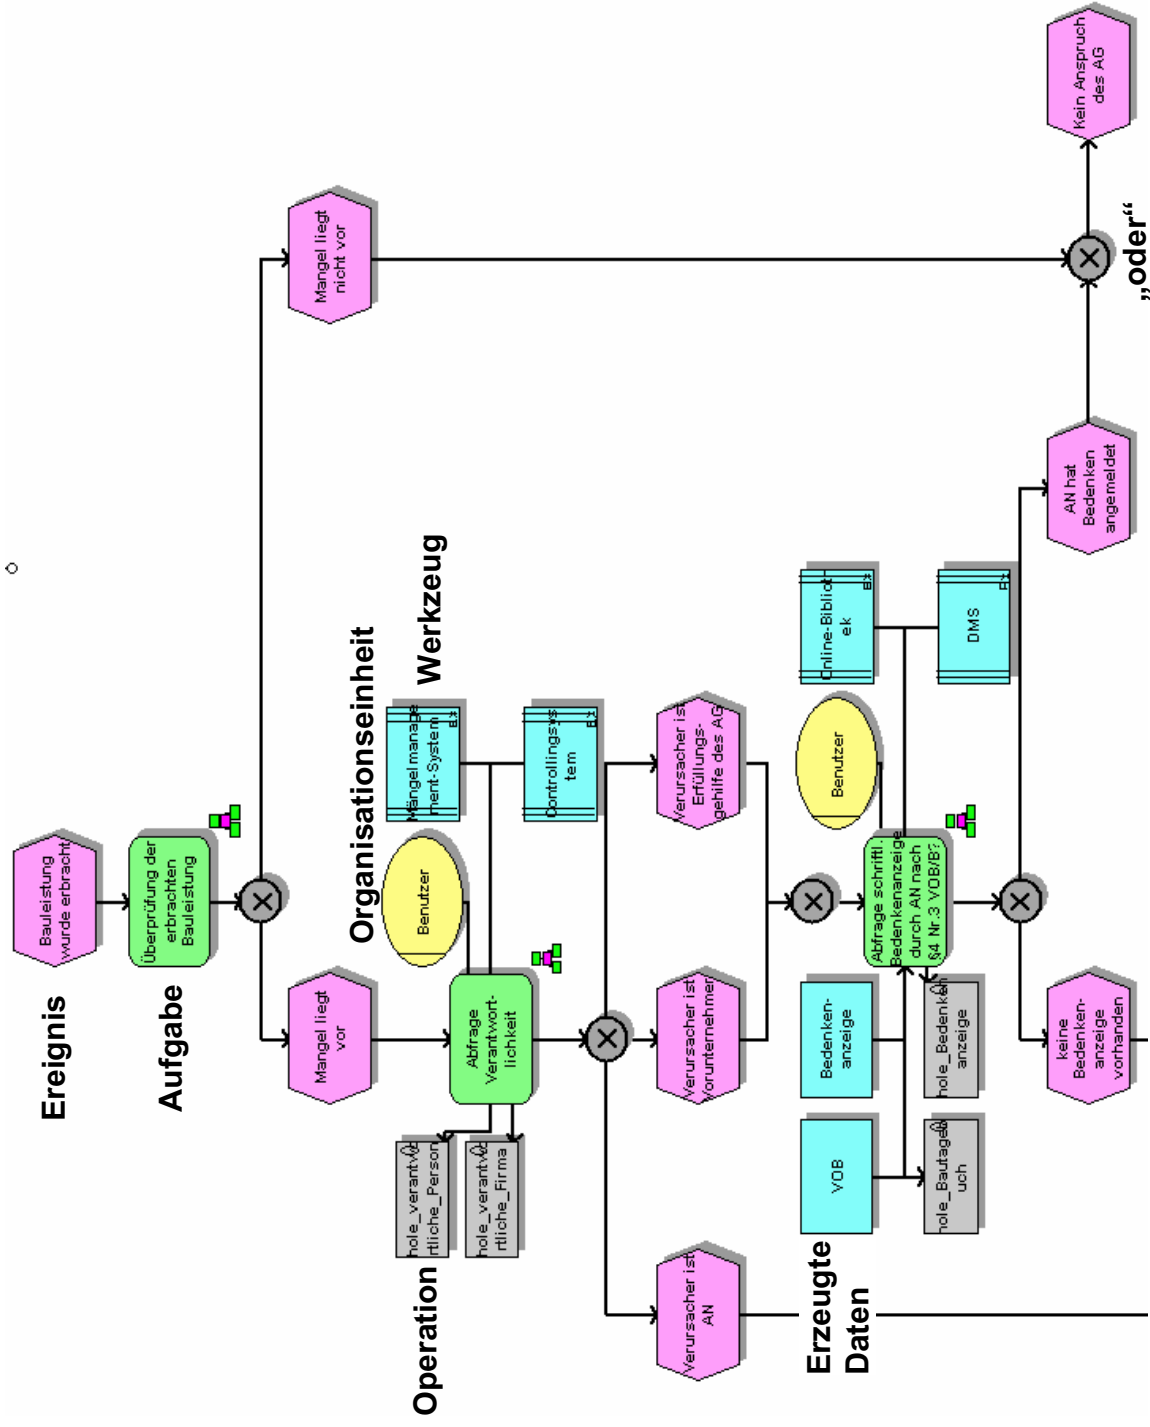 Ereignis
Bauleistung
wurde erbracht
Aufgabe
Überprüfung der
erbrachten
Bauleistung
Mangel liegt
vor
Mangel liegt
nicht vor
Organisationseinheit
Werkzeug
Operation
hole_verantwo
rtliche_Person
hole_verantwo
rtliche_Firma
Abfrage
Verantwort-
lichkeit
Benutzer
Mängelmanage
ment-System
Controllingsys
tem
Verursacher ist
AN
Verursacher ist
Vorunternehmer
Verursacher ist
Erfüllungs-
gehilfe des AG
Erzeugte
Daten
VOB
Bedenken-
anzeige
hole_Bautageb
uch
hole_Bedenken
anzeige
Abfrage schriftl.
Bedenkenanzeige
durch AN nach
§4 Nr.3 VOB/B?
Benutzer
Online-Biblioth
ek
DMS
keine
Bedenken-
anzeige
vorhanden
AN hat
Bedenken
angemeldet
„oder“
Kein Anspruch
des AG